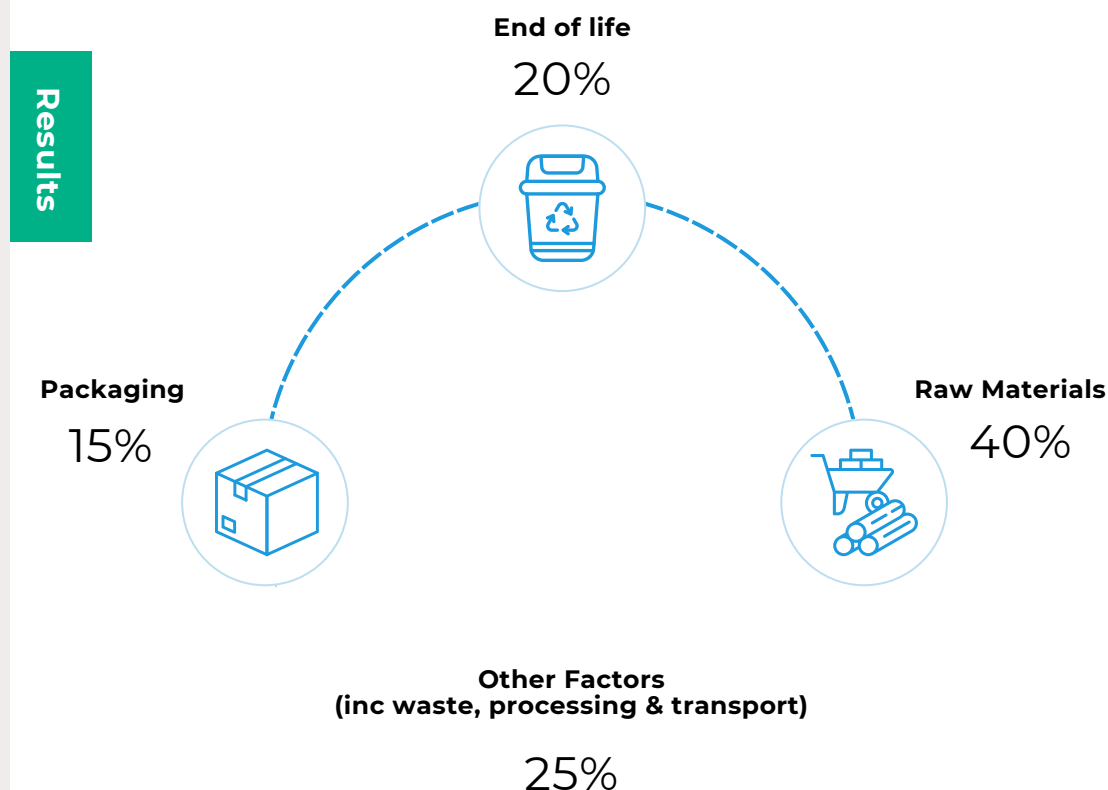 End of life
20%
Results
Packaging
15%
Raw Materials
40%
Other Factors
(inc waste, processing & transport)
25%